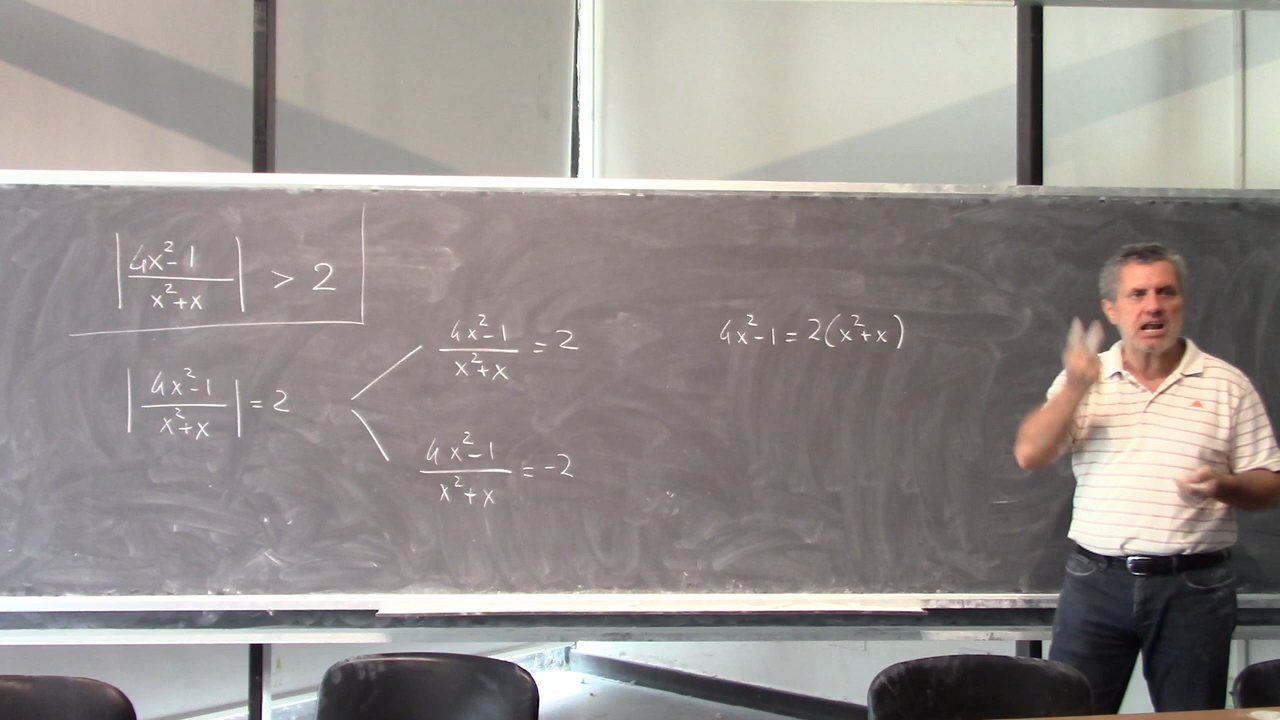 |4x²-1 / x²+x| > 2
|4x²-1 / x²+x| = 2
4x²-1 / x²+x = 2
4x²-1 / x²+x = -2
4x²-1 = 2(x²+x)